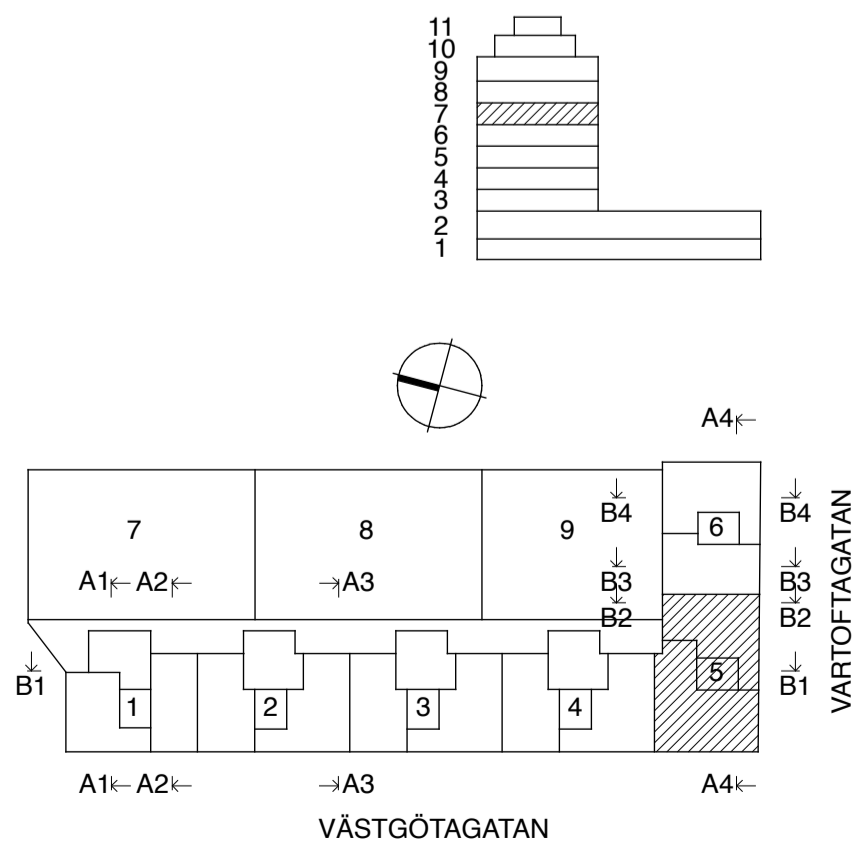 11
10
9
8
7
6
5
4
3
2
1
A4
7
8
9
B4
6
B4
A1 A2
A3
B3
B3
B2
B2
B1
5
B1
1
2
3
4
A1 A2
A3
A4
VÄSTGÖTAGATAN
VARTOFTAGATAN